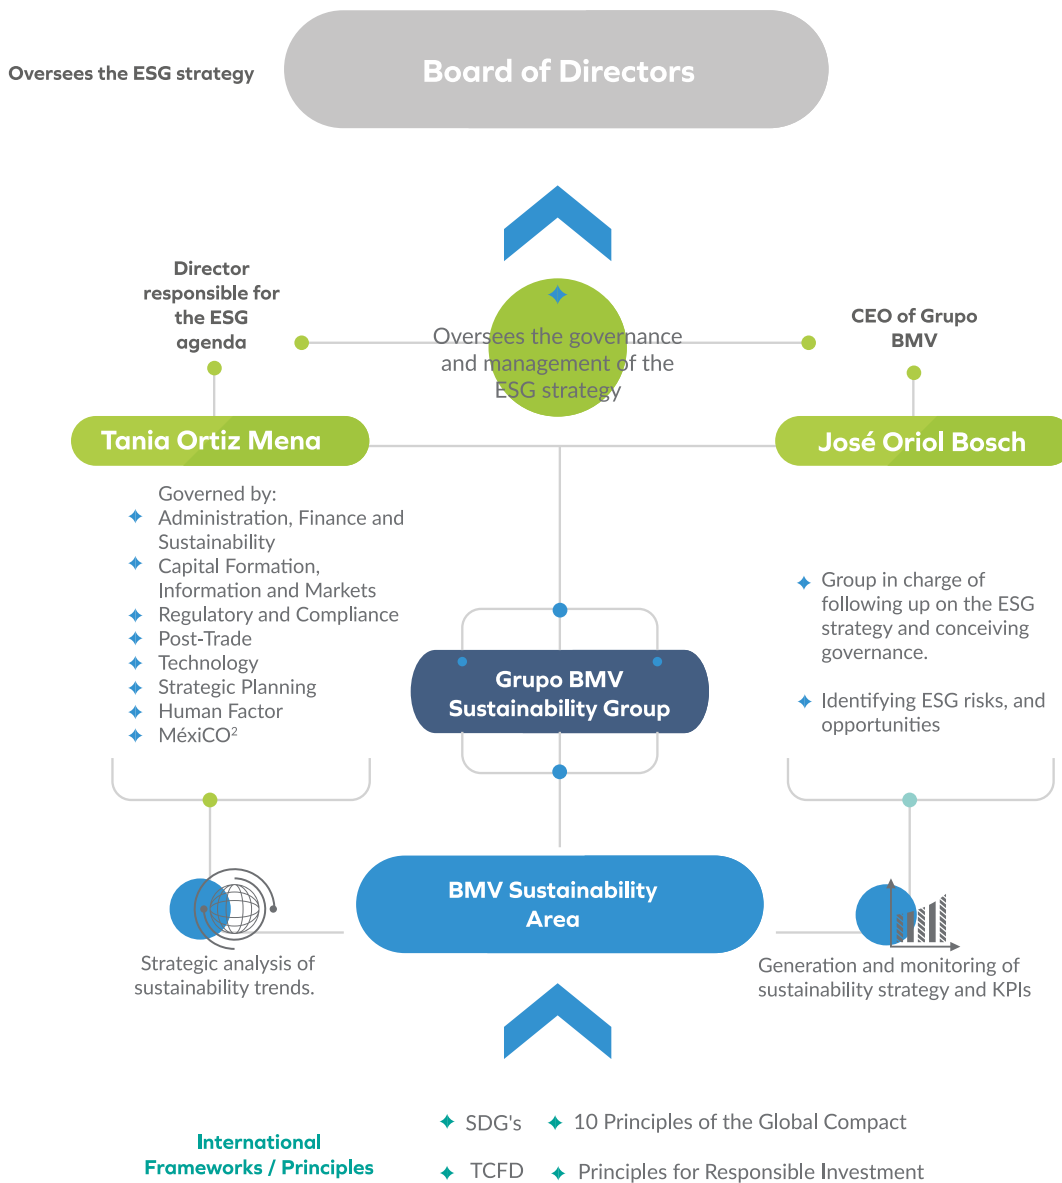 Oversees the ESG strategy
Board of Directors
Director
responsible for
the ESG
agenda
Oversees the governance
and management of the
ESG strategy
CEO of Grupo
BMV
Tania Ortiz Mena
José Oriol Bosch
Governed by:
Administration, Finance and
Sustainability
Capital Formation,
Information and Markets
Regulatory and Compliance
Post-Trade
Technology
Strategic Planning
Human Factor
MéxiCO²
Grupo BMV
Sustainability Group
Group in charge of
following up on the ESG
strategy and conceiving
governance.
Identifying ESG risks, and
opportunities
BMV Sustainability
Area
Strategic analysis of
sustainability trends.
Generation and monitoring of
sustainability strategy and KPIs
International
Frameworks / Principles
SDG's
10 Principles of the Global Compact
TCFD
Principles for Responsible Investment